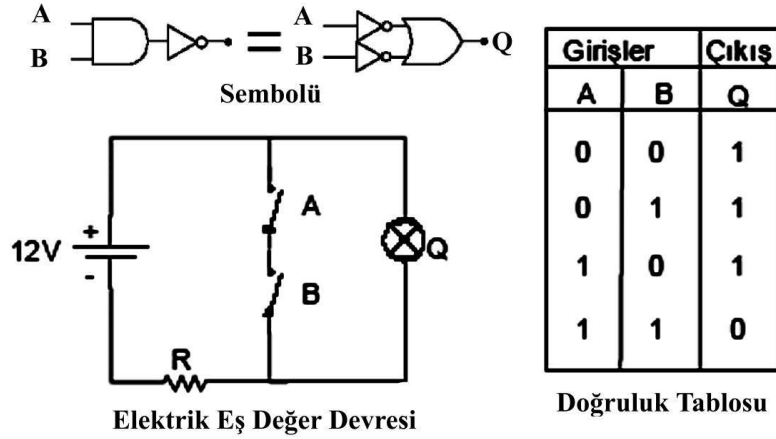 A
B
A
B
Q
Sembolü
12V
+
-
A
B
Q
R
Elektrik Eş Değer Devresi
Girişler Çıkış
A B Q
0 0 1
0 1 1
1 0 1
1 1 0
Doğruluk Tablosu